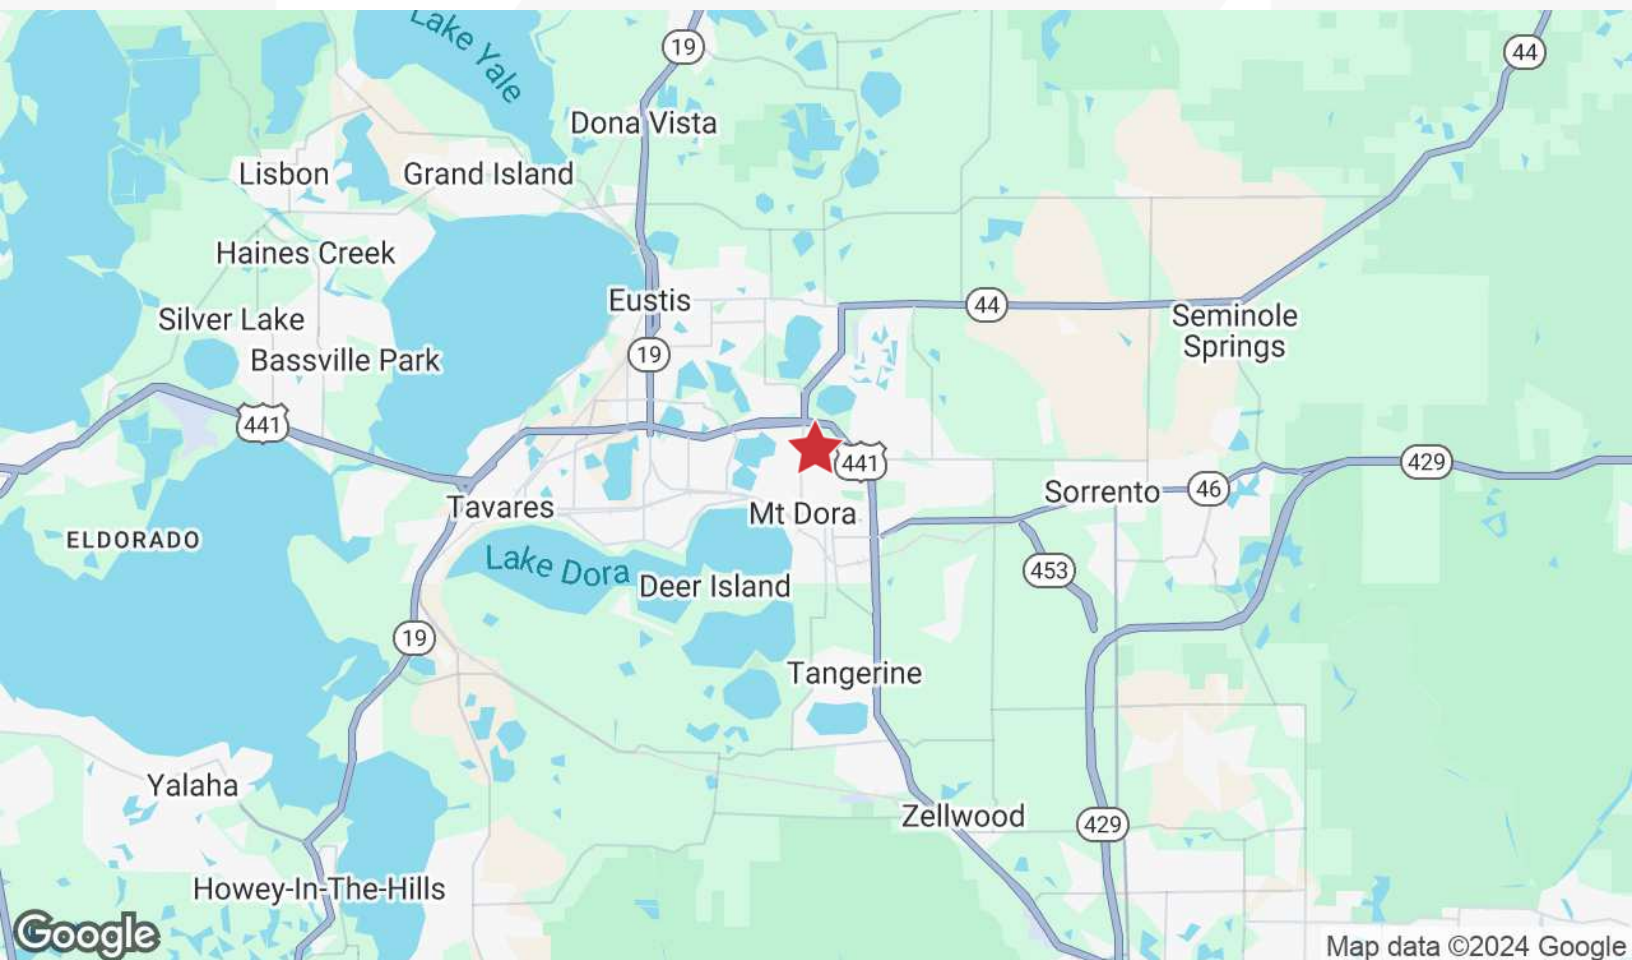 Lake Yale
19
44
Dona Vista
Lisbon
Grand Island
Haines Creek
Eustis
44
Silver Lake
Seminole
Springs
Bassville Park
19
441
441
429
Tavares
Mt Dora
Sorrento
46
ELDORADO
Lake Dora
Deer Island
453
19
Tangerine
Yalaha
Zellwood
429
Howey-In-The-Hills
Google
Map data ©2024 Google